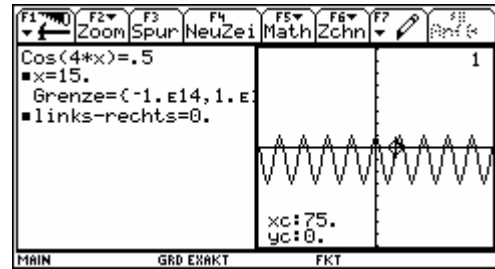 F1 F2 F3 F4 F5 F6 F7
Zoom Spur NeuZei Math Zchn
Cos(4*x)=.5
■x=15.
Grenze={-1.E14,1.E
■links-rechts=0.
1
xc:75.
yc:0.
MAIN GRD EXAKT FKT